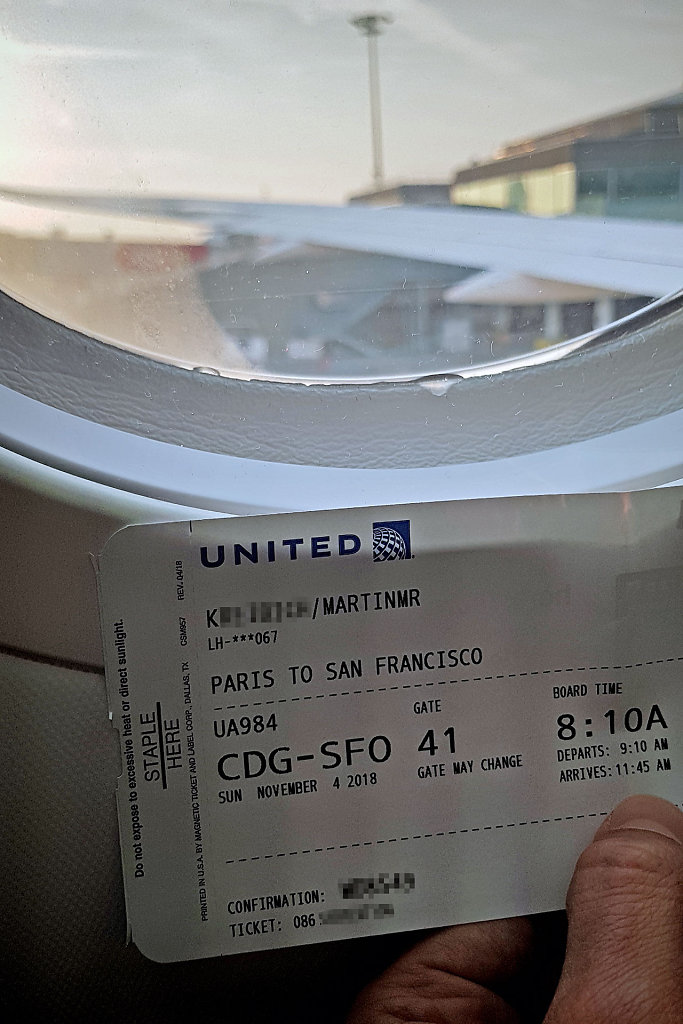 UNITED
/MARTINMR
LH-***067
PARIS TO SAN FRANCISCO
UA984
GATE
BOARD TIME
CDG-SFO
41
8:10A
SUN NOVEMBER 4 2018
GATE MAY CHANGE
DEPARTS: 9:10 AM
ARRIVES: 11:45 AM
CONFIRMATION:
TICKET: 086
Do not expose to excessive heat or direct sunlight.
STAPLE
HERE
PRINTED IN U.S.A. BY MAGNETIC TICKET AND LABEL CORP., DALLAS, TX CSM957 REV. 04/18